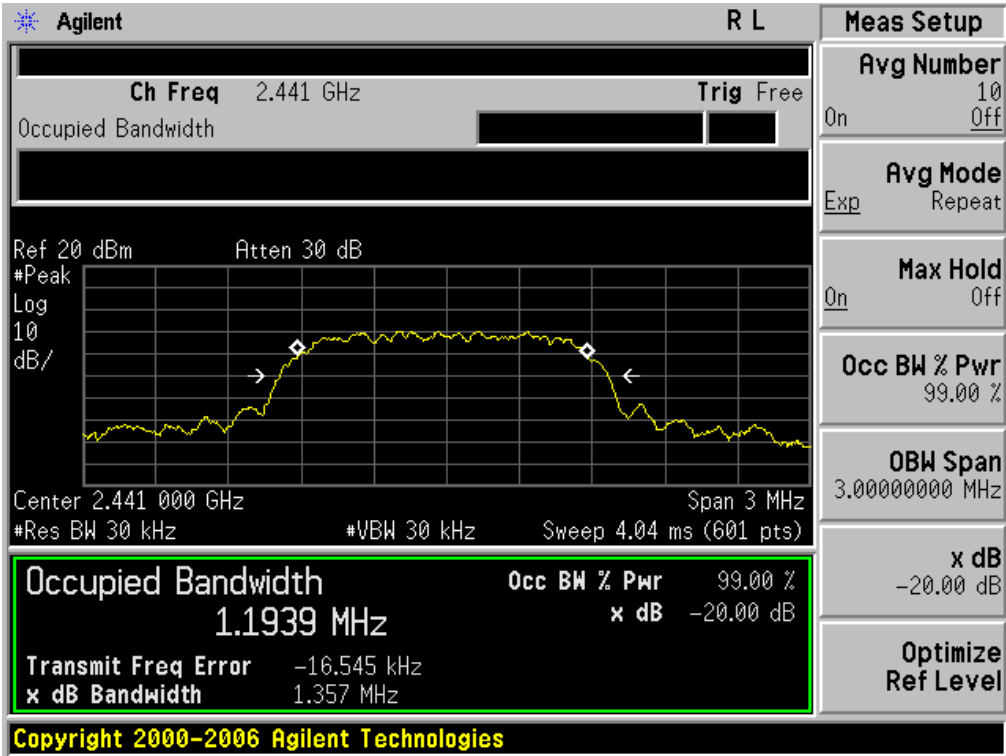 Agilent
R L
Meas Setup
Ch Freq 2.441 GHz
Trig Free
Occupied Bandwidth
Avg Number
10
On Off
Avg Mode
Exp Repeat
Max Hold
On Off
Occ BW % Pwr
99.00 %
OBW Span
3.00000000 MHz
x dB
-20.00 dB
Optimize
Ref Level
Ref 20 dBm Atten 30 dB
#Peak
Log
10
dB/
Center 2.441 000 GHz Span 3 MHz
#Res BW 30 kHz #VBW 30 kHz Sweep 4.04 ms (601 pts)
Occupied Bandwidth
1.1939 MHz
Occ BW % Pwr 99.00 %
x dB -20.00 dB
Transmit Freq Error -16.545 kHz
x dB Bandwidth 1.357 MHz
Copyright 2000-2006 Agilent Technologies